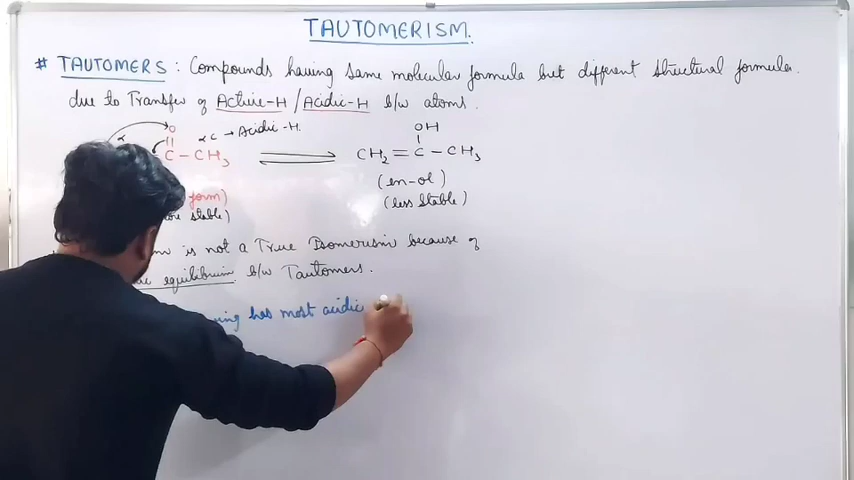 TAUTOMERISM.
# TAUTOMERS : Compounds having same molecular formula but different structural formula.
due to Transfer of Active-H / Acidic-H b/w atoms.
O αC → Acidic-H. OH
α C – CH3 ⇌ CH2 = C – CH3
form) (en-ol)
stable) (less stable)
is not a True Isomerism because of
equilibrium b/w Tautomers.
has most acidic